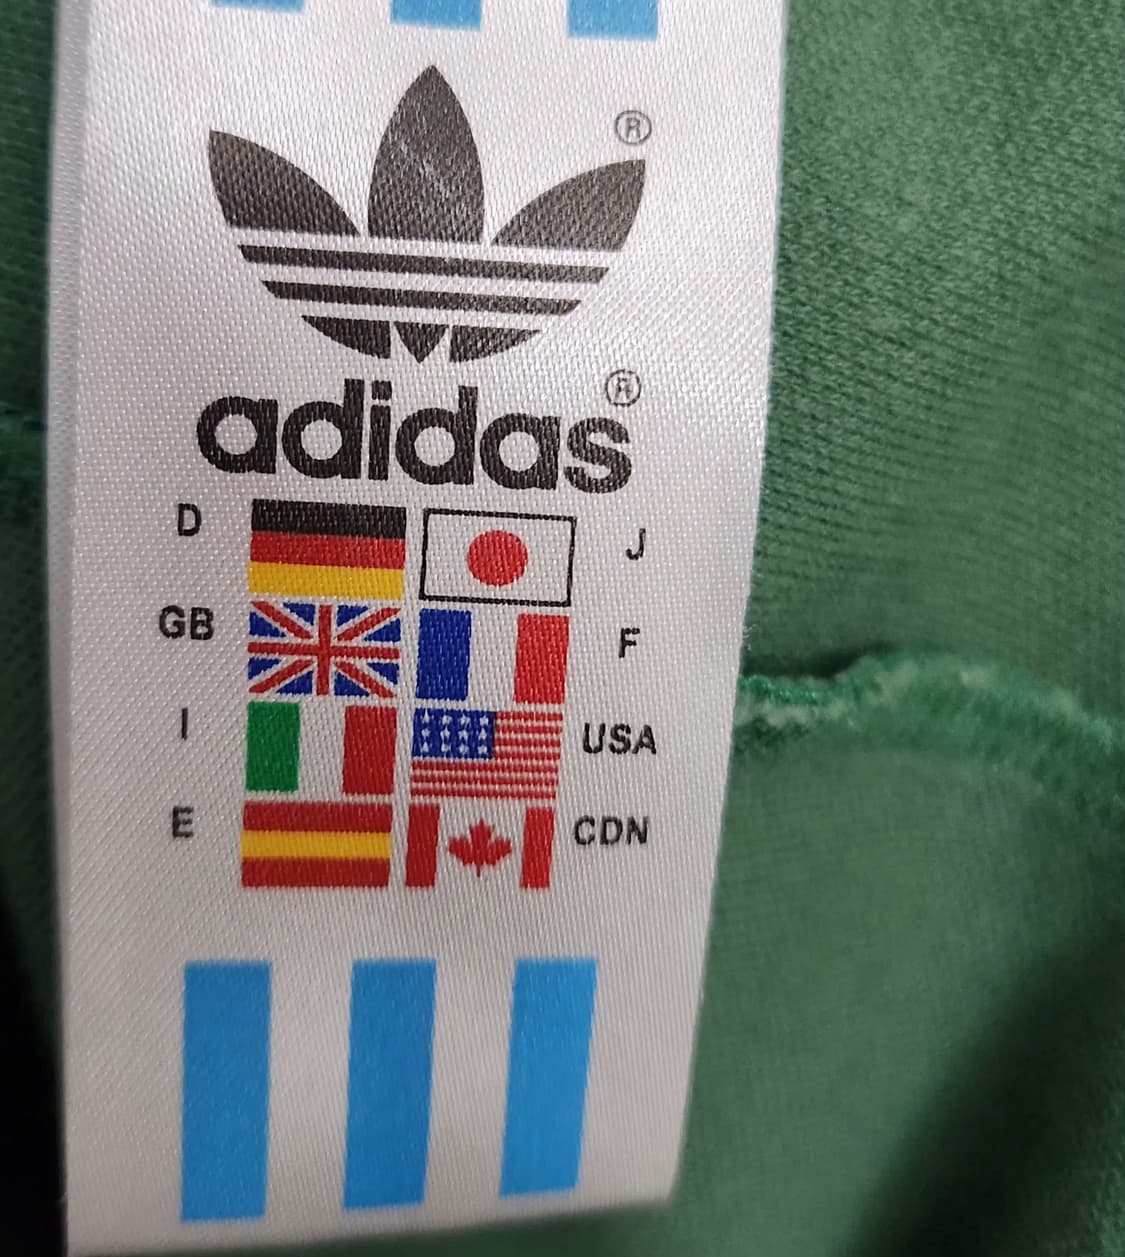 ®
adidas®
D J
GB F
I USA
E CDN